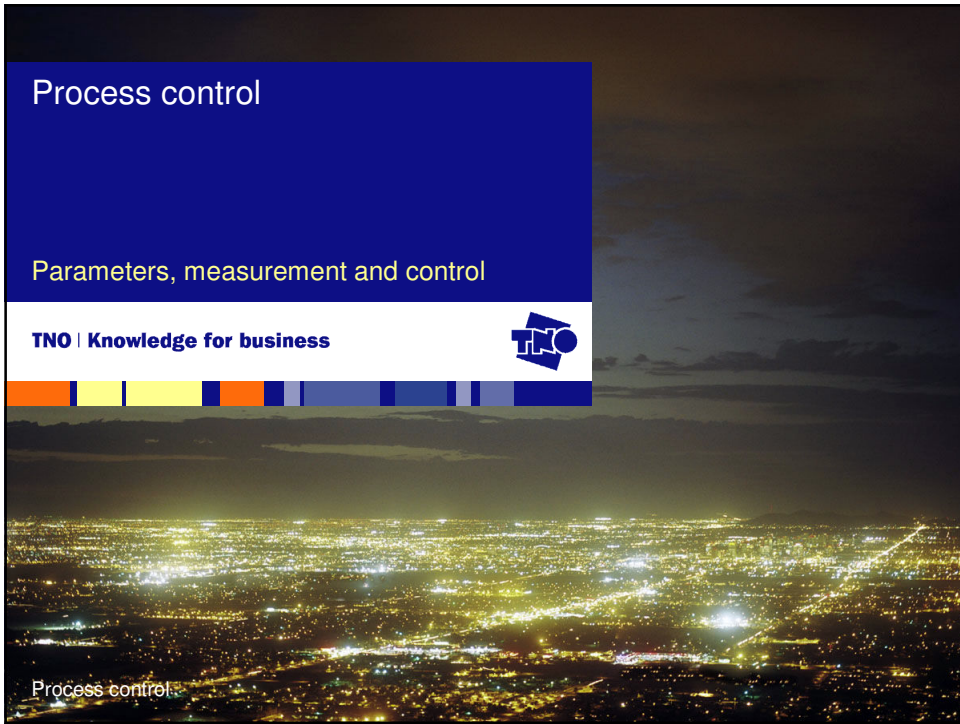 Process control
Parameters, measurement and control
TNO | Knowledge for business
TNO
Process control